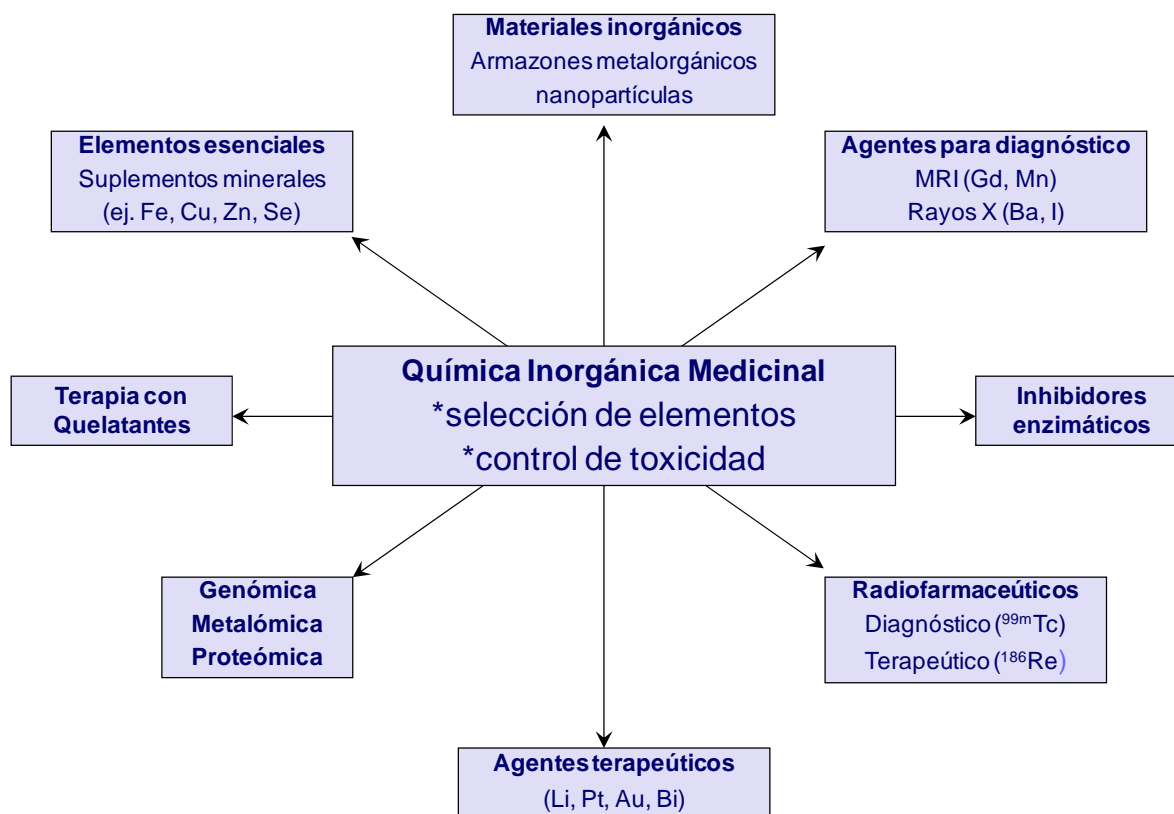 Materiales inorgánicos
Armazones metalorgánicos
nanopartículas
Elementos esenciales
Suplementos minerales
(ej. Fe, Cu, Zn, Se)
Agentes para diagnóstico
MRI (Gd, Mn)
Rayos X (Ba, I)
Química Inorgánica Medicinal
*selección de elementos
*control de toxicidad
Terapia con
Quelatantes
Inhibidores
enzimáticos
Genómica
Metalómica
Proteómica
Radiofarmaceúticos
Diagnóstico (⁹⁹ᵐTc)
Terapeútico (¹⁸⁶Re)
Agentes terapeúticos
(Li, Pt, Au, Bi)